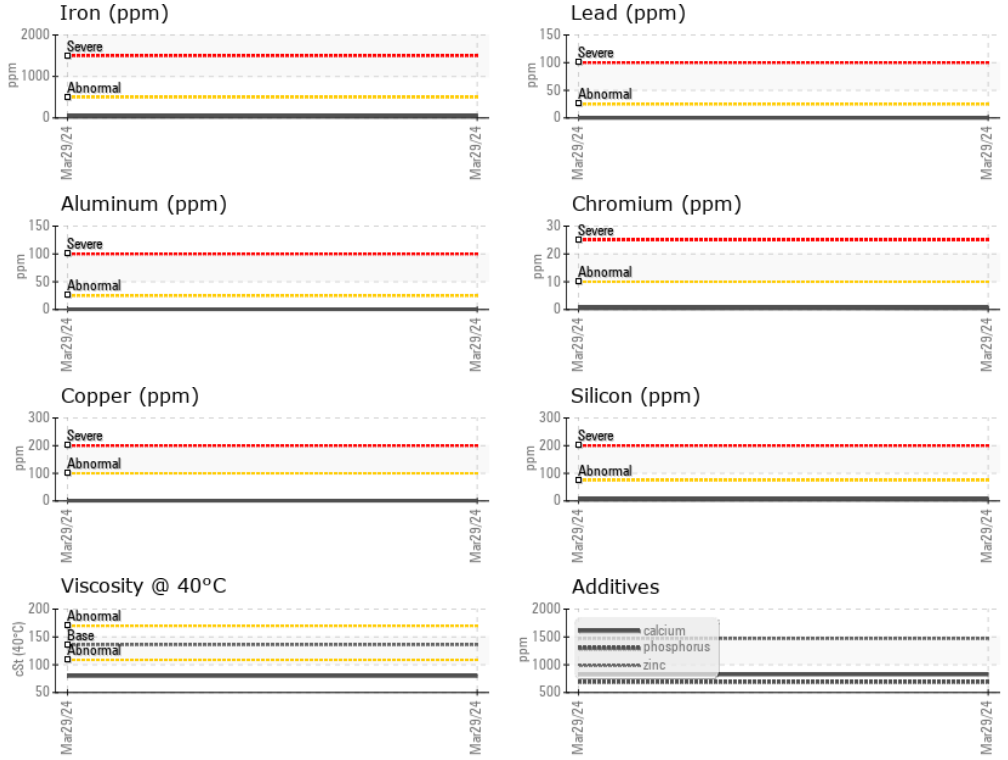 Iron (ppm)
2000
1000
0
ppm
Severe
Abnormal
Mar29/24
Mar29/24
Lead (ppm)
150
100
50
0
ppm
Severe
Abnormal
Mar29/24
Mar29/24
Aluminum (ppm)
150
100
50
0
ppm
Severe
Abnormal
Mar29/24
Mar29/24
Chromium (ppm)
30
20
10
0
ppm
Severe
Abnormal
Mar29/24
Mar29/24
Copper (ppm)
300
200
100
0
ppm
Severe
Abnormal
Mar29/24
Mar29/24
Silicon (ppm)
300
200
100
0
ppm
Severe
Abnormal
Mar29/24
Mar29/24
Viscosity @ 40°C
200
150
100
50
cSt (40°C)
Abnormal
Base
Abnormal
Mar29/24
Mar29/24
Additives
2000
1500
1000
500
ppm
calcium
phosphorus
zinc
Mar29/24
Mar29/24